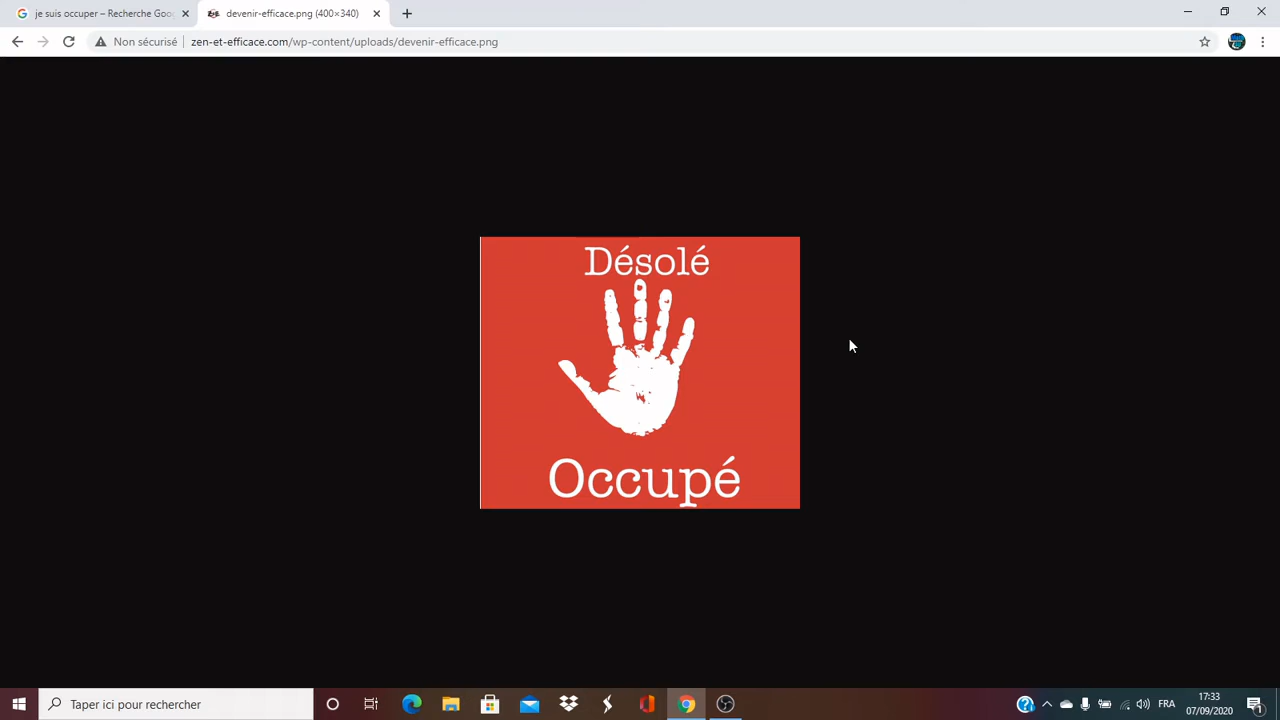 je suis occuper – Recherche Goo
devenir-efficace.png (400×340)
Non sécurisé
zen-et-efficace.com/wp-content/uploads/devenir-efficace.png
Désolé
Occupé
Taper ici pour rechercher
FRA
17:33
07/09/2020
1